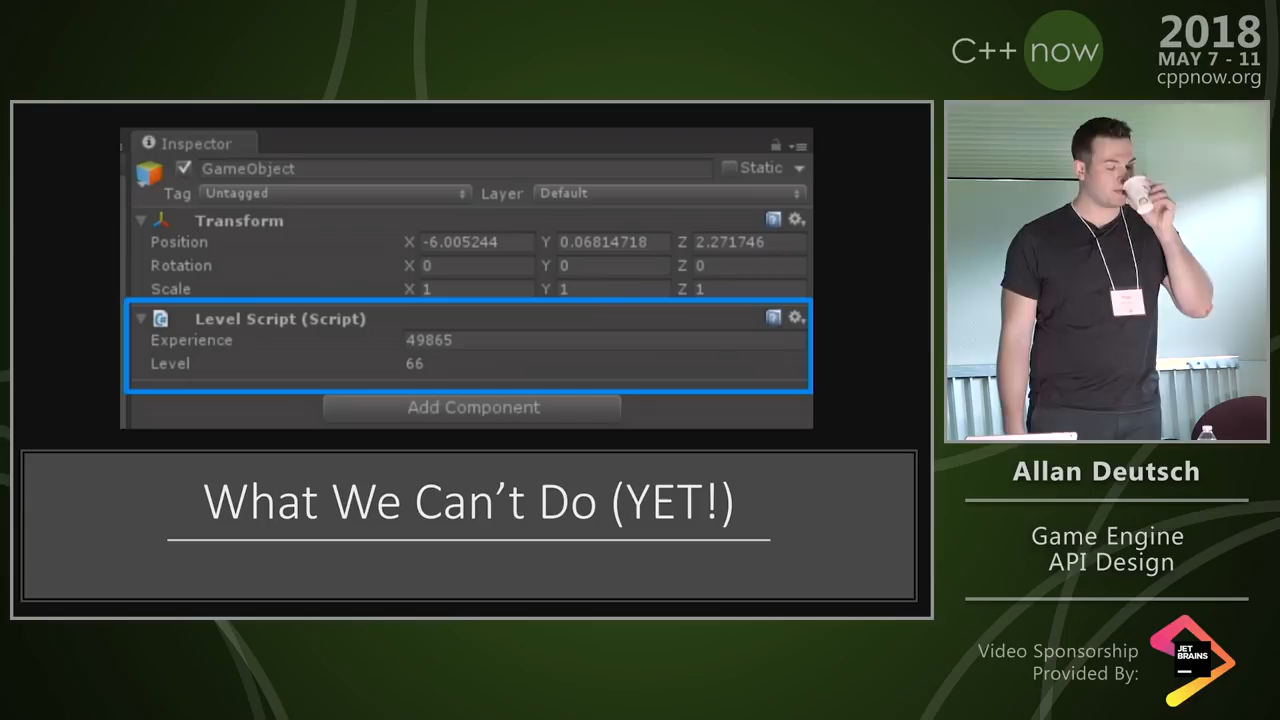 C++ now
2018
MAY 7 - 11
cppnow.org
Inspector
GameObject
Static
Tag Untagged Layer Default
Transform
Position X -6.005244 Y 0.06814718 Z 2.271746
Rotation X 0 Y 0 Z 0
Scale X 1 Y 1 Z 1
Level Script (Script)
Experience 49865
Level 66
Add Component
What We Can’t Do (YET!)
Allan Deutsch
Game Engine
API Design
Video Sponsorship
Provided By:
JET
BRAINS